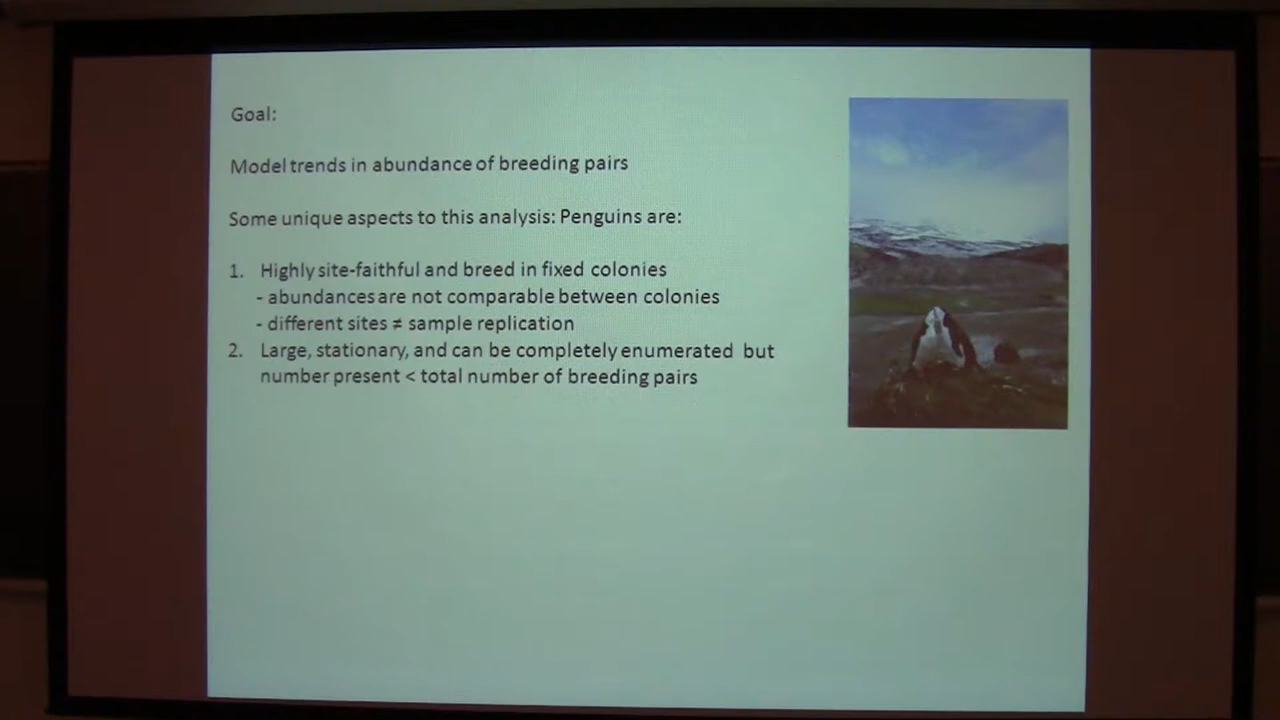 Goal:
Model trends in abundance of breeding pairs
Some unique aspects to this analysis: Penguins are:
1. Highly site-faithful and breed in fixed colonies
- abundances are not comparable between colonies
- different sites ≠ sample replication
2. Large, stationary, and can be completely enumerated but
number present < total number of breeding pairs